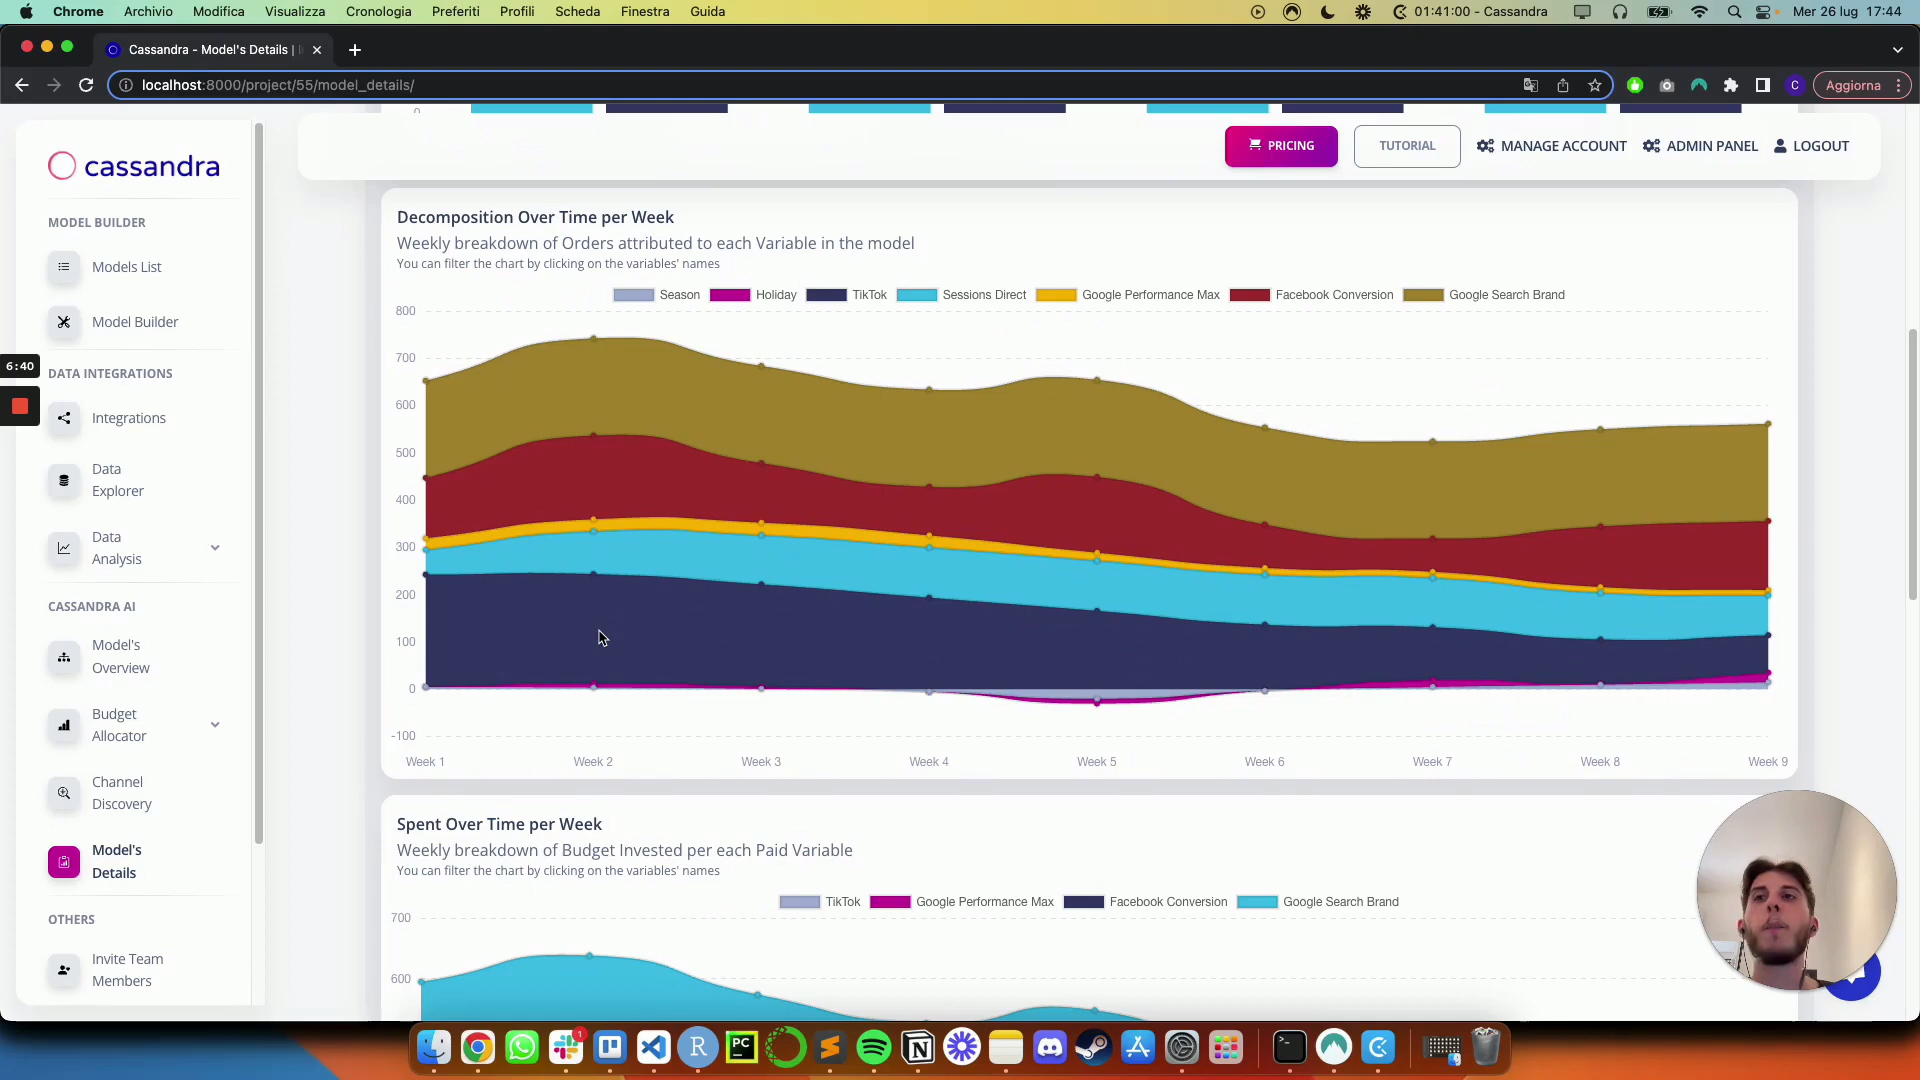 Chrome Archivio Modifica Visualizza Cronologia Preferiti Profili Scheda Finestra Guida 01:41:00 - Cassandra Mer 26 lug 17:44
Cassandra - Model's Details |
localhost:8000/project/55/model_details/ C Aggiorna
0
cassandra
PRICING TUTORIAL MANAGE ACCOUNT ADMIN PANEL LOGOUT
MODEL BUILDER
Models List
Model Builder
6:40
DATA INTEGRATIONS
Integrations
Data
Explorer
Data
Analysis
CASSANDRA AI
Model's
Overview
Budget
Allocator
Channel
Discovery
Model's
Details
OTHERS
Invite Team
Members
Decomposition Over Time per Week
Weekly breakdown of Orders attributed to each Variable in the model
You can filter the chart by clicking on the variables' names
Season Holiday TikTok Sessions Direct Google Performance Max Facebook Conversion Google Search Brand
800
700
600
500
400
300
200
100
0
-100
Week 1 Week 2 Week 3 Week 4 Week 5 Week 6 Week 7 Week 8 Week 9
Spent Over Time per Week
Weekly breakdown of Budget Invested per each Paid Variable
You can filter the chart by clicking on the variables' names
TikTok Google Performance Max Facebook Conversion Google Search Brand
700
600
1
R
PC